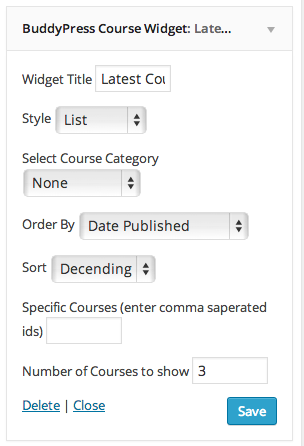 BuddyPress Course Widget: Late...
Widget Title Latest Cou
Style List
Select Course Category
None
Order By Date Published
Sort Decending
Specific Courses (enter comma saperated
ids)
Number of Courses to show 3
Delete | Close Save